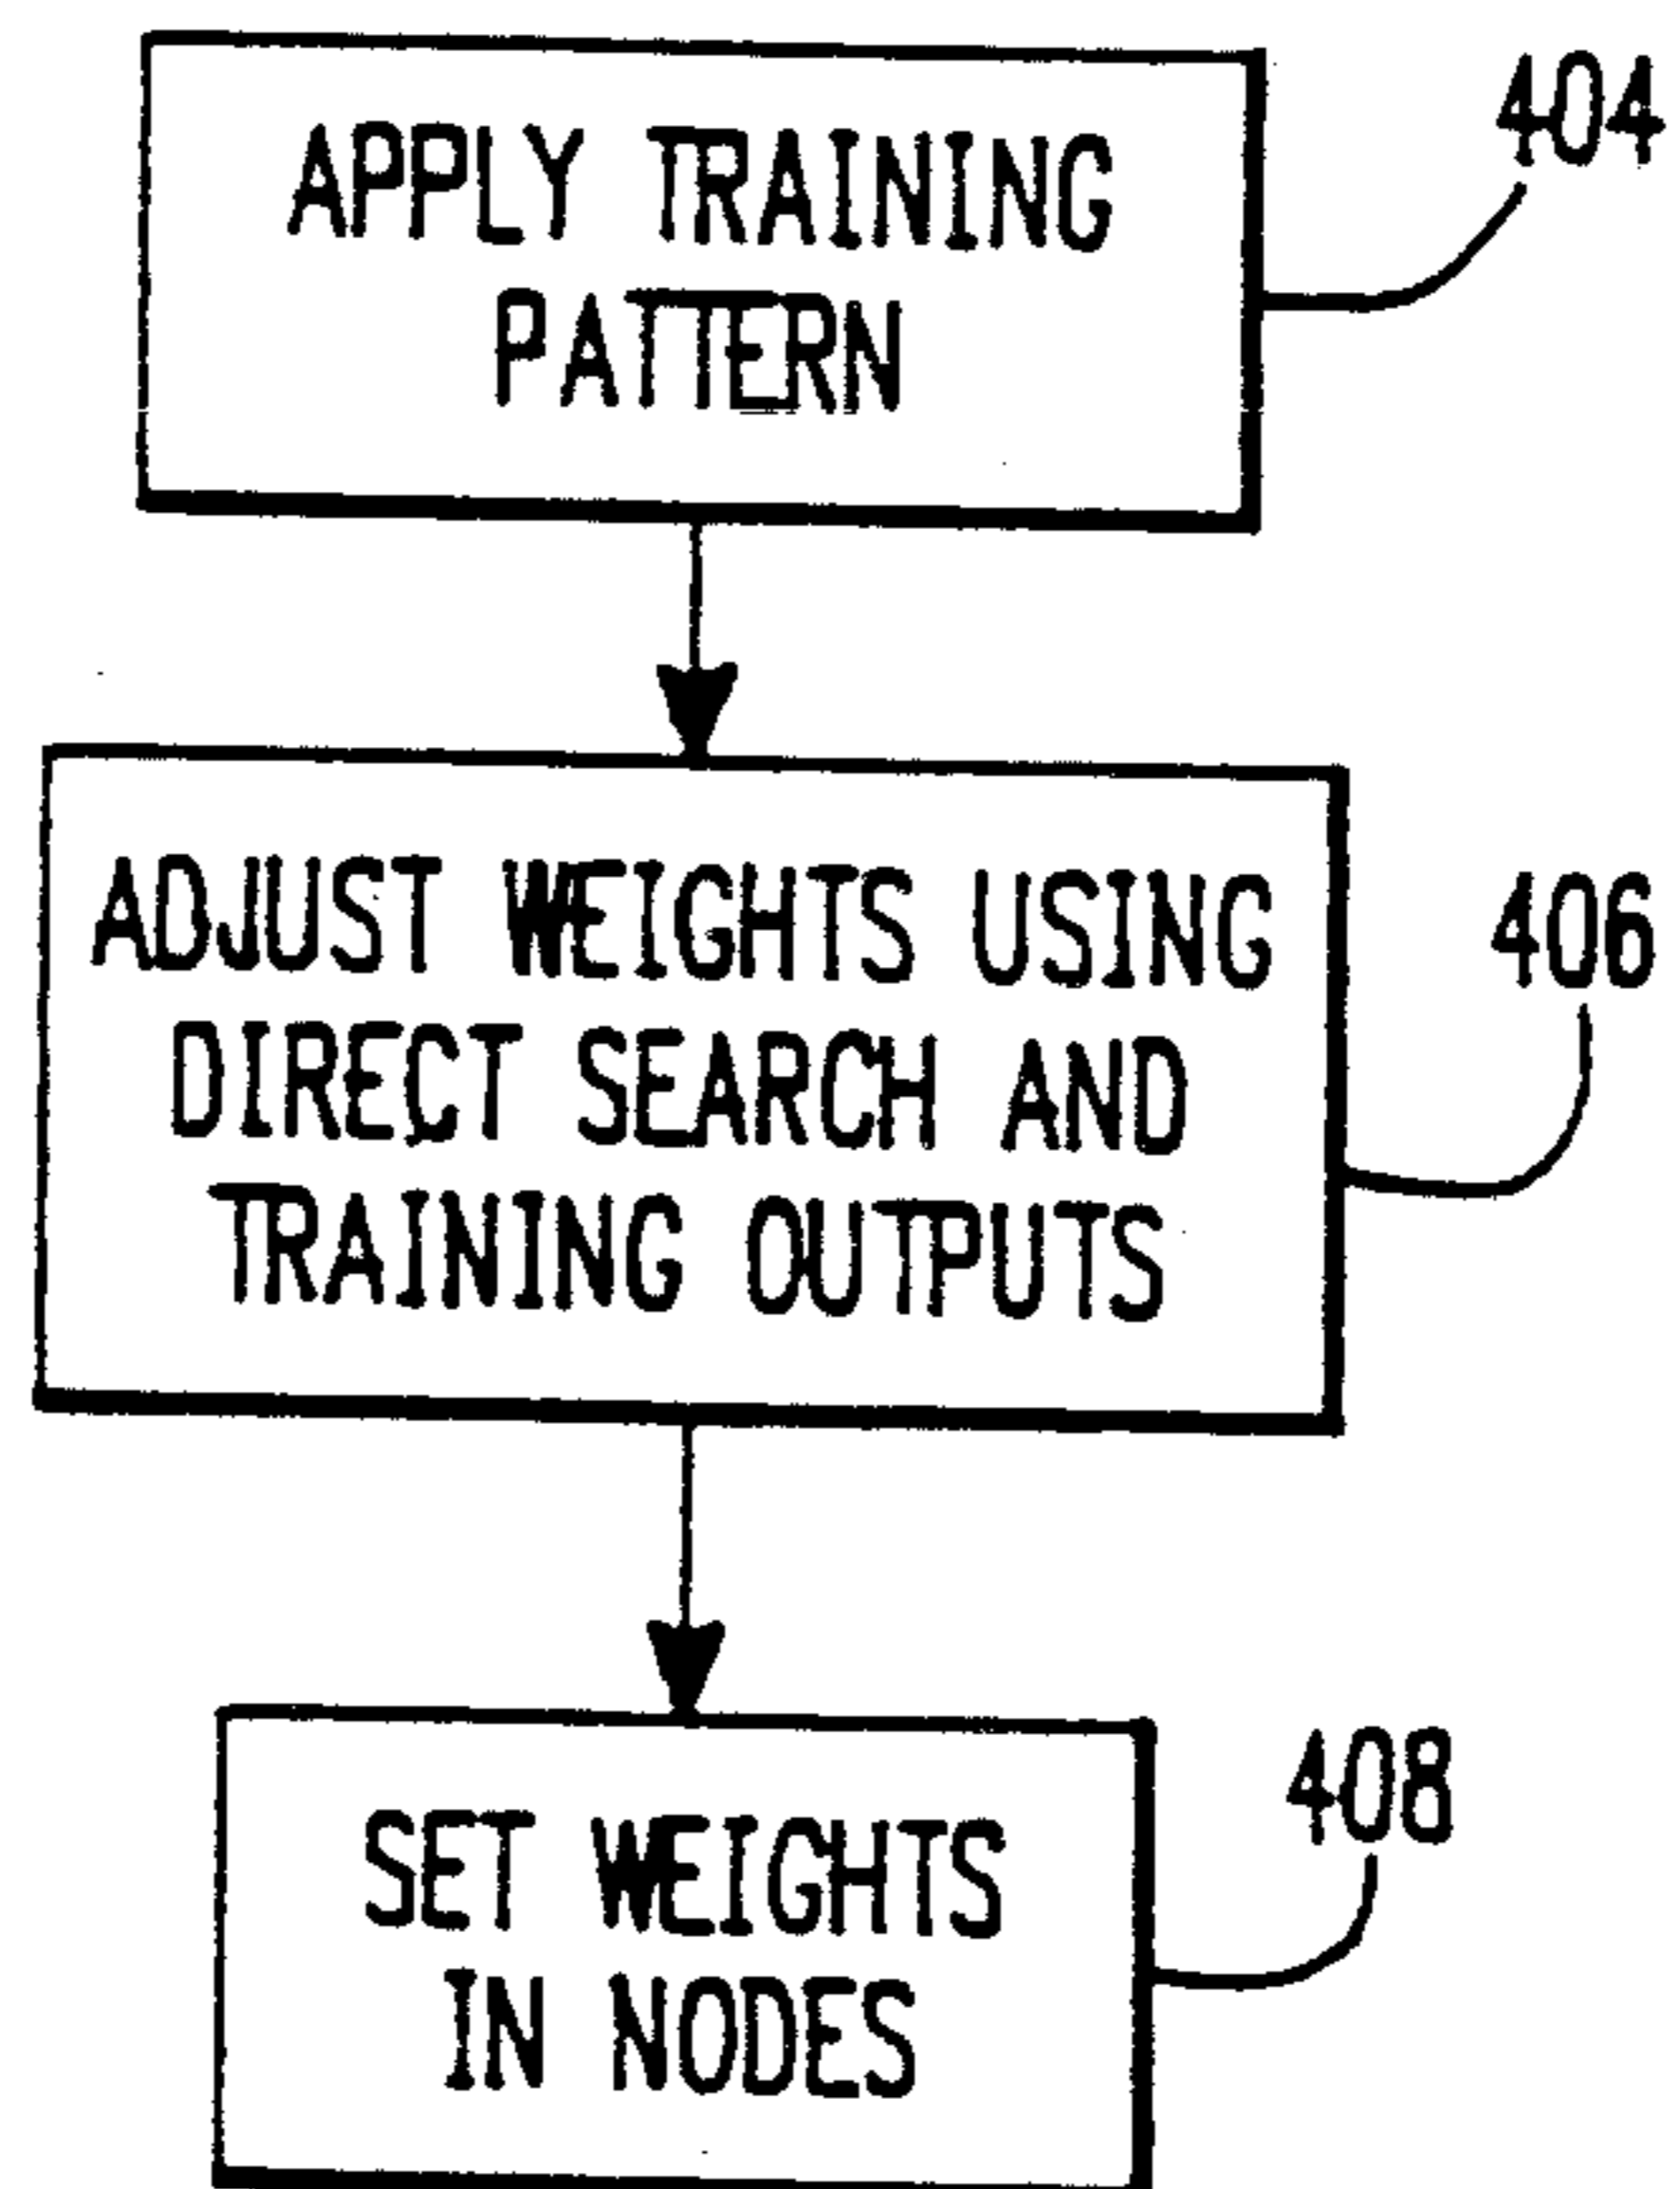 APPLY TRAINING
PATTERN
404
ADJUST WEIGHTS USING
DIRECT SEARCH AND
TRAINING OUTPUTS
406
SET WEIGHTS
IN NODES
408